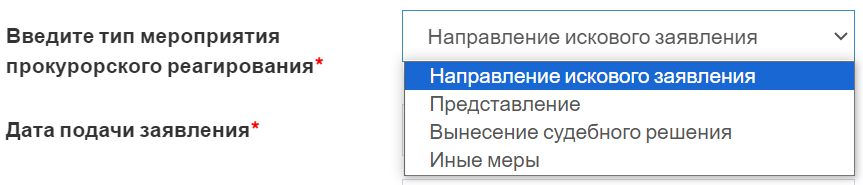 Введите тип мероприятия
прокурорского реагирования*
Направление искового заявления
Направление искового заявления
Представление
Вынесение судебного решения
Иные меры
Дата подачи заявления*